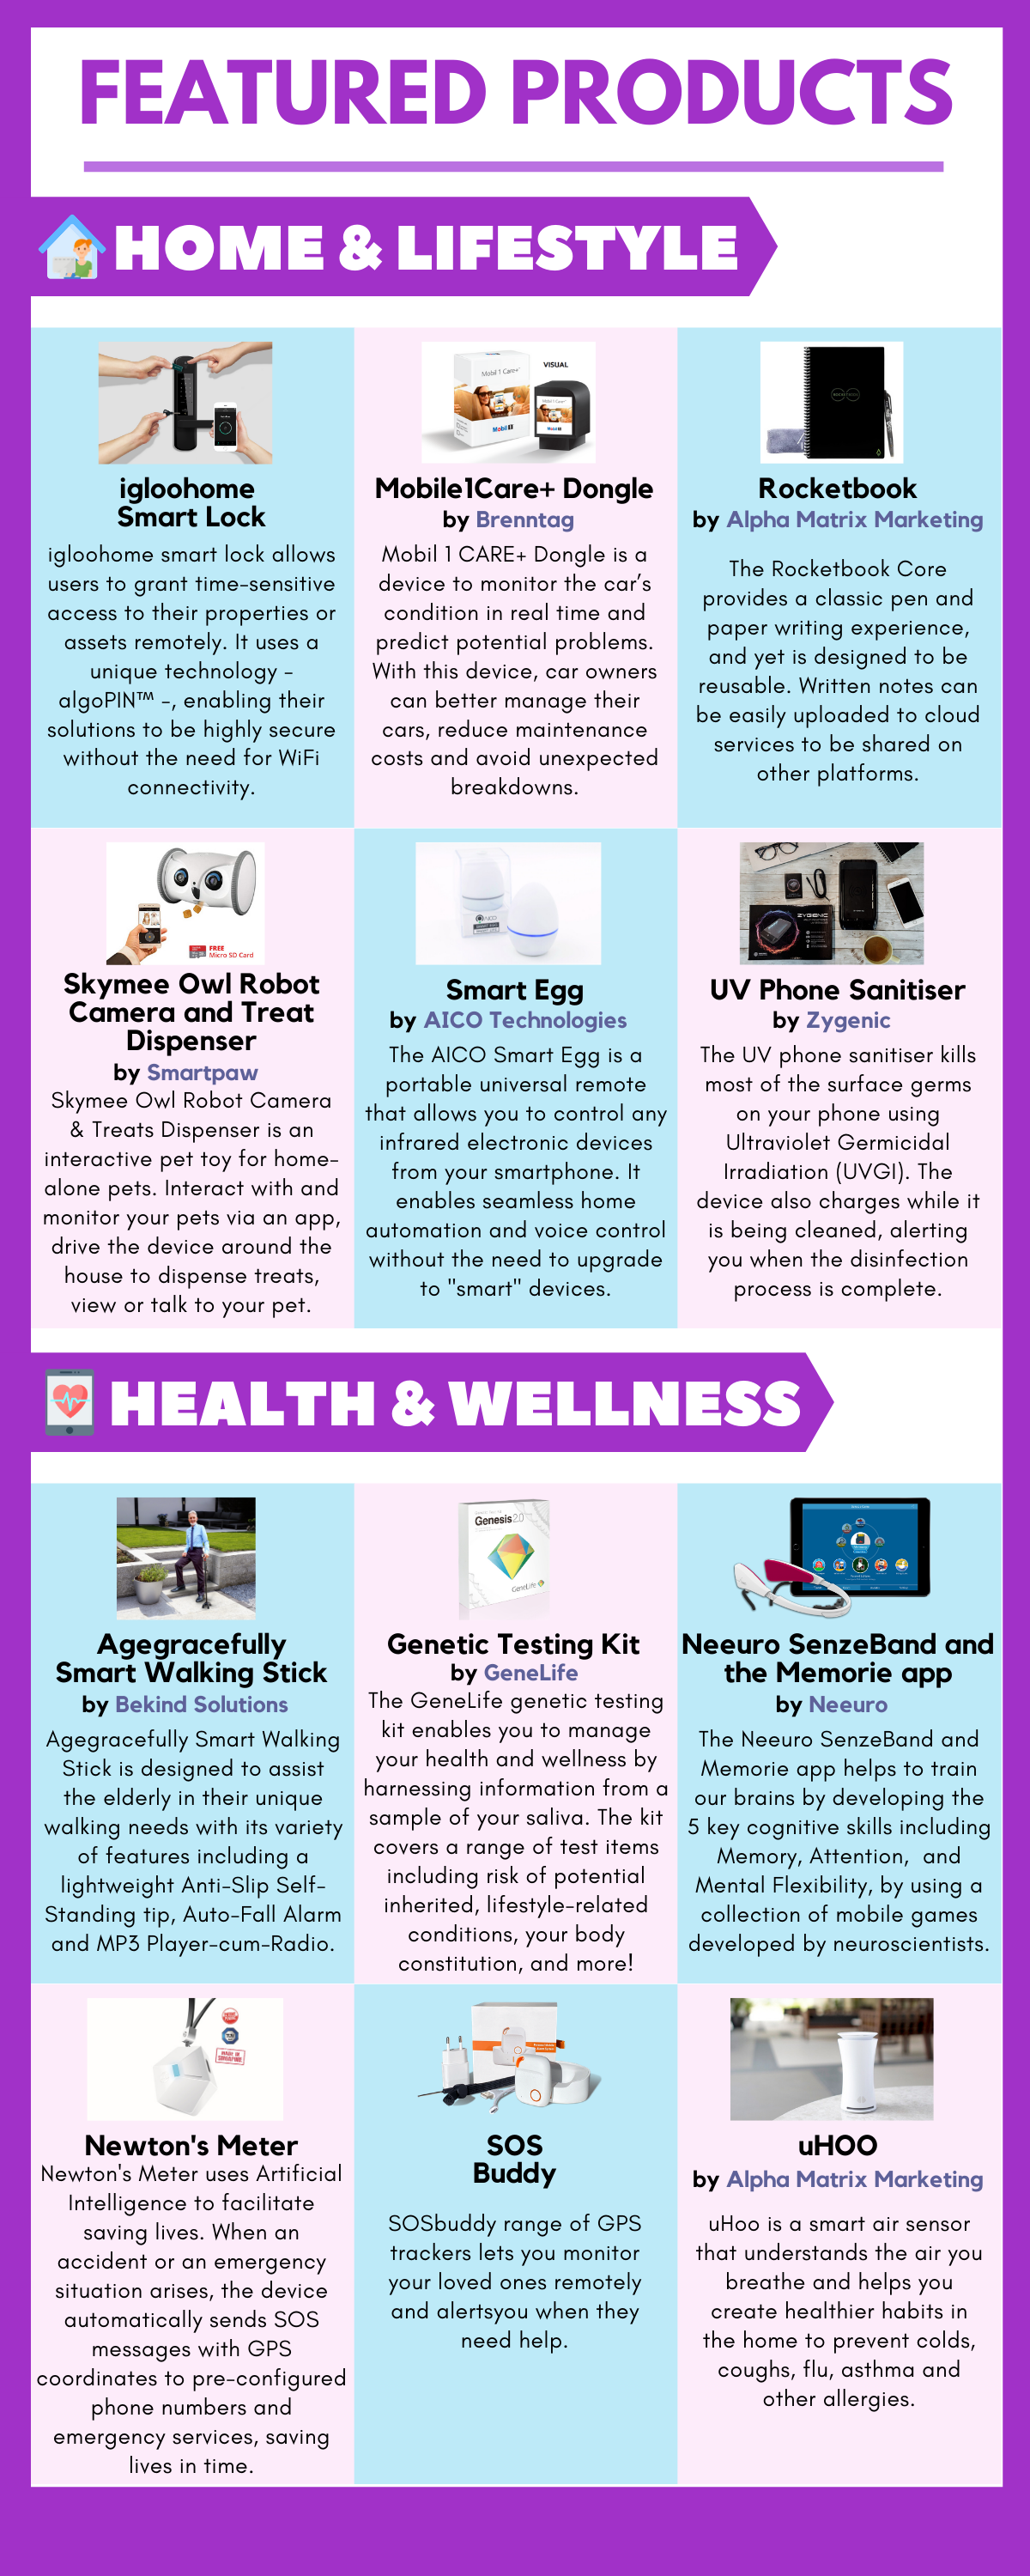 FEATURED PRODUCTS
HOME & LIFESTYLE
igloohome
Smart Lock
igloohome smart lock allows
users to grant time-sensitive
access to their properties or
assets remotely. It uses a
unique technology -
algoPIN™ -, enabling their
solutions to be highly secure
without the need for WiFi
connectivity.
Mobil 1 Care+
VISUAL
Mobil 1 Care+
Mobil 1
Mobil 1
Mobile1Care+ Dongle
by Brenntag
Mobil 1 CARE+ Dongle is a
device to monitor the car's
condition in real time and
predict potential problems.
With this device, car owners
can better manage their
cars, reduce maintenance
costs and avoid unexpected
breakdowns.
Rocketbook
by Alpha Matrix Marketing
The Rocketbook Core
provides a classic pen and
paper writing experience,
and yet is designed to be
reusable. Written notes can
be easily uploaded to cloud
services to be shared on
other platforms.
FREE
Micro SD Card
Skymee Owl Robot
Camera and Treat
Dispenser
by Smartpaw
Skymee Owl Robot Camera
& Treats Dispenser is an
interactive pet toy for home-
alone pets. Interact with and
monitor your pets via an app,
drive the device around the
house to dispense treats,
view or talk to your pet.
AICO
Smart Egg
by AICO Technologies
The AICO Smart Egg is a
portable universal remote
that allows you to control any
infrared electronic devices
from your smartphone. It
enables seamless home
automation and voice control
without the need to upgrade
to "smart" devices.
ZYGIENIC
UV Phone Sanitiser
by Zygenic
The UV phone sanitiser kills
most of the surface germs
on your phone using
Ultraviolet Germicidal
Irradiation (UVGI). The
device also charges while it
is being cleaned, alerting
you when the disinfection
process is complete.
HEALTH & WELLNESS
Agegracefully
Smart Walking Stick
by Bekind Solutions
Agegracefully Smart Walking
Stick is designed to assist
the elderly in their unique
walking needs with its variety
of features including a
lightweight Anti-Slip Self-
Standing tip, Auto-Fall Alarm
and MP3 Player-cum-Radio.
Genesis2.0
GeneLife
Genetic Testing Kit
by GeneLife
The GeneLife genetic testing
kit enables you to manage
your health and wellness by
harnessing information from a
sample of your saliva. The kit
covers a range of test items
including risk of potential
inherited, lifestyle-related
conditions, your body
constitution, and more!
Neeuro SenzeBand and
the Memorie app
by Neeuro
The Neeuro SenzeBand and
Memorie app helps to train
our brains by developing the
5 key cognitive skills including
Memory, Attention,  and
Mental Flexibility, by using a
collection of mobile games
developed by neuroscientists.
Newton's Meter
Newton's Meter uses Artificial
Intelligence to facilitate
saving lives. When an
accident or an emergency
situation arises, the device
automatically sends SOS
messages with GPS
coordinates to pre-configured
phone numbers and
emergency services, saving
lives in time.
SOS
Buddy
SOSbuddy range of GPS
trackers lets you monitor
your loved ones remotely
and alertsyou when they
need help.
uHOO
by Alpha Matrix Marketing
uHoo is a smart air sensor
that understands the air you
breathe and helps you
create healthier habits in
the home to prevent colds,
coughs, flu, asthma and
other allergies.